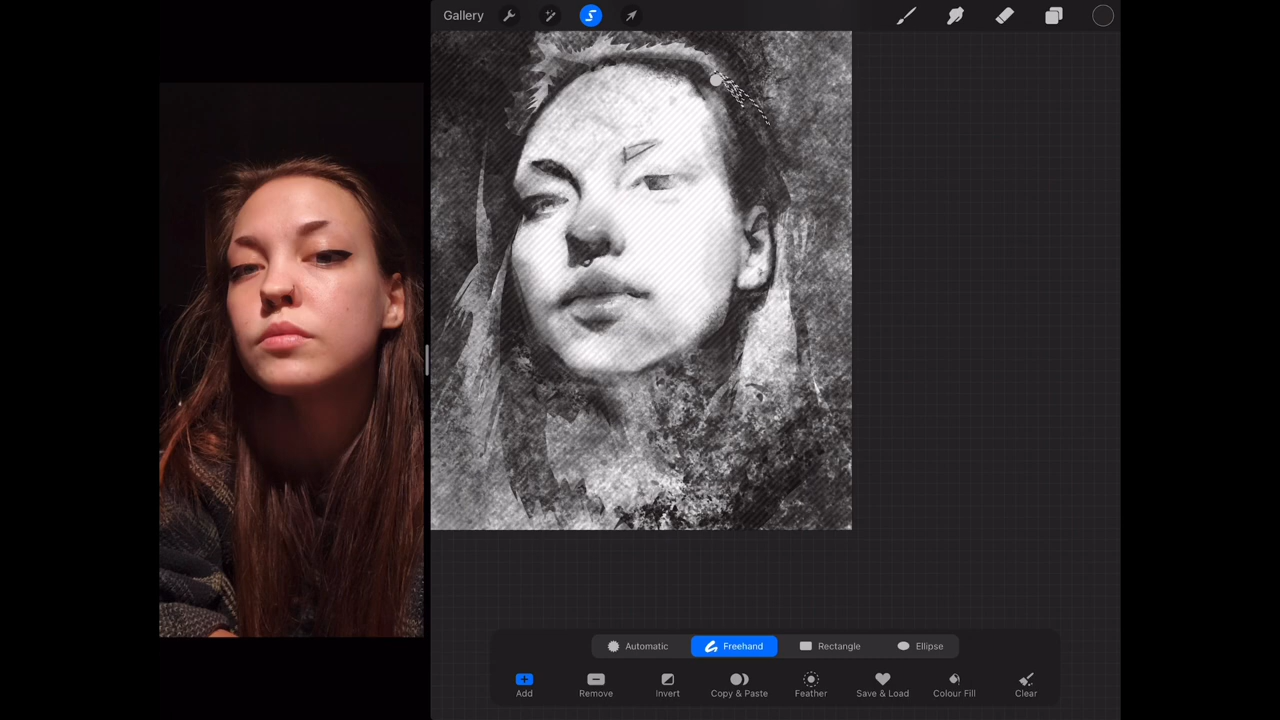 Gallery
Automatic Freehand Rectangle Ellipse
Add Remove Invert Copy & Paste Feather Save & Load Colour Fill Clear